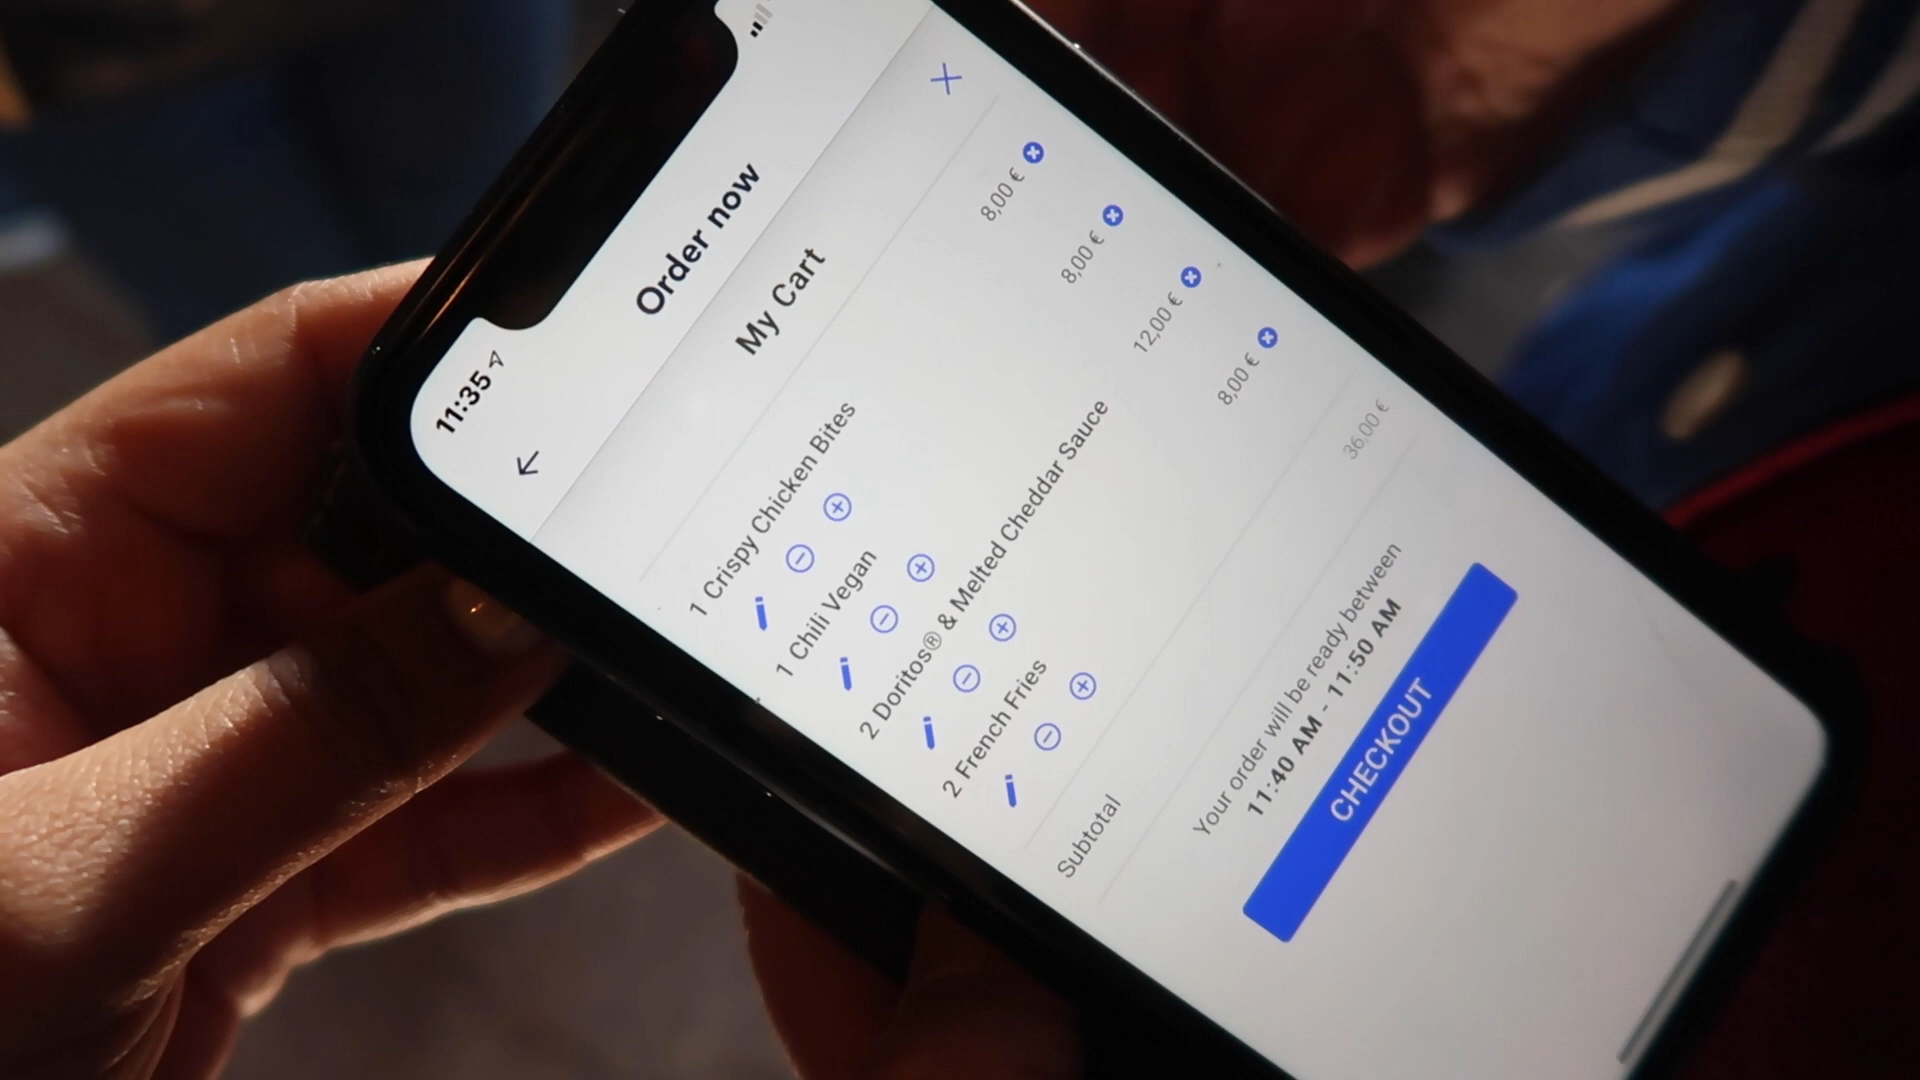 11:35
Order now
My Cart
1 Crispy Chicken Bites 8,00 €
1 Chili Vegan 8,00 €
2 Doritos® & Melted Cheddar Sauce 12,00 €
2 French Fries 8,00 €
Subtotal 36,00 €
Your order will be ready between
11:40 AM - 11:50 AM
CHECKOUT